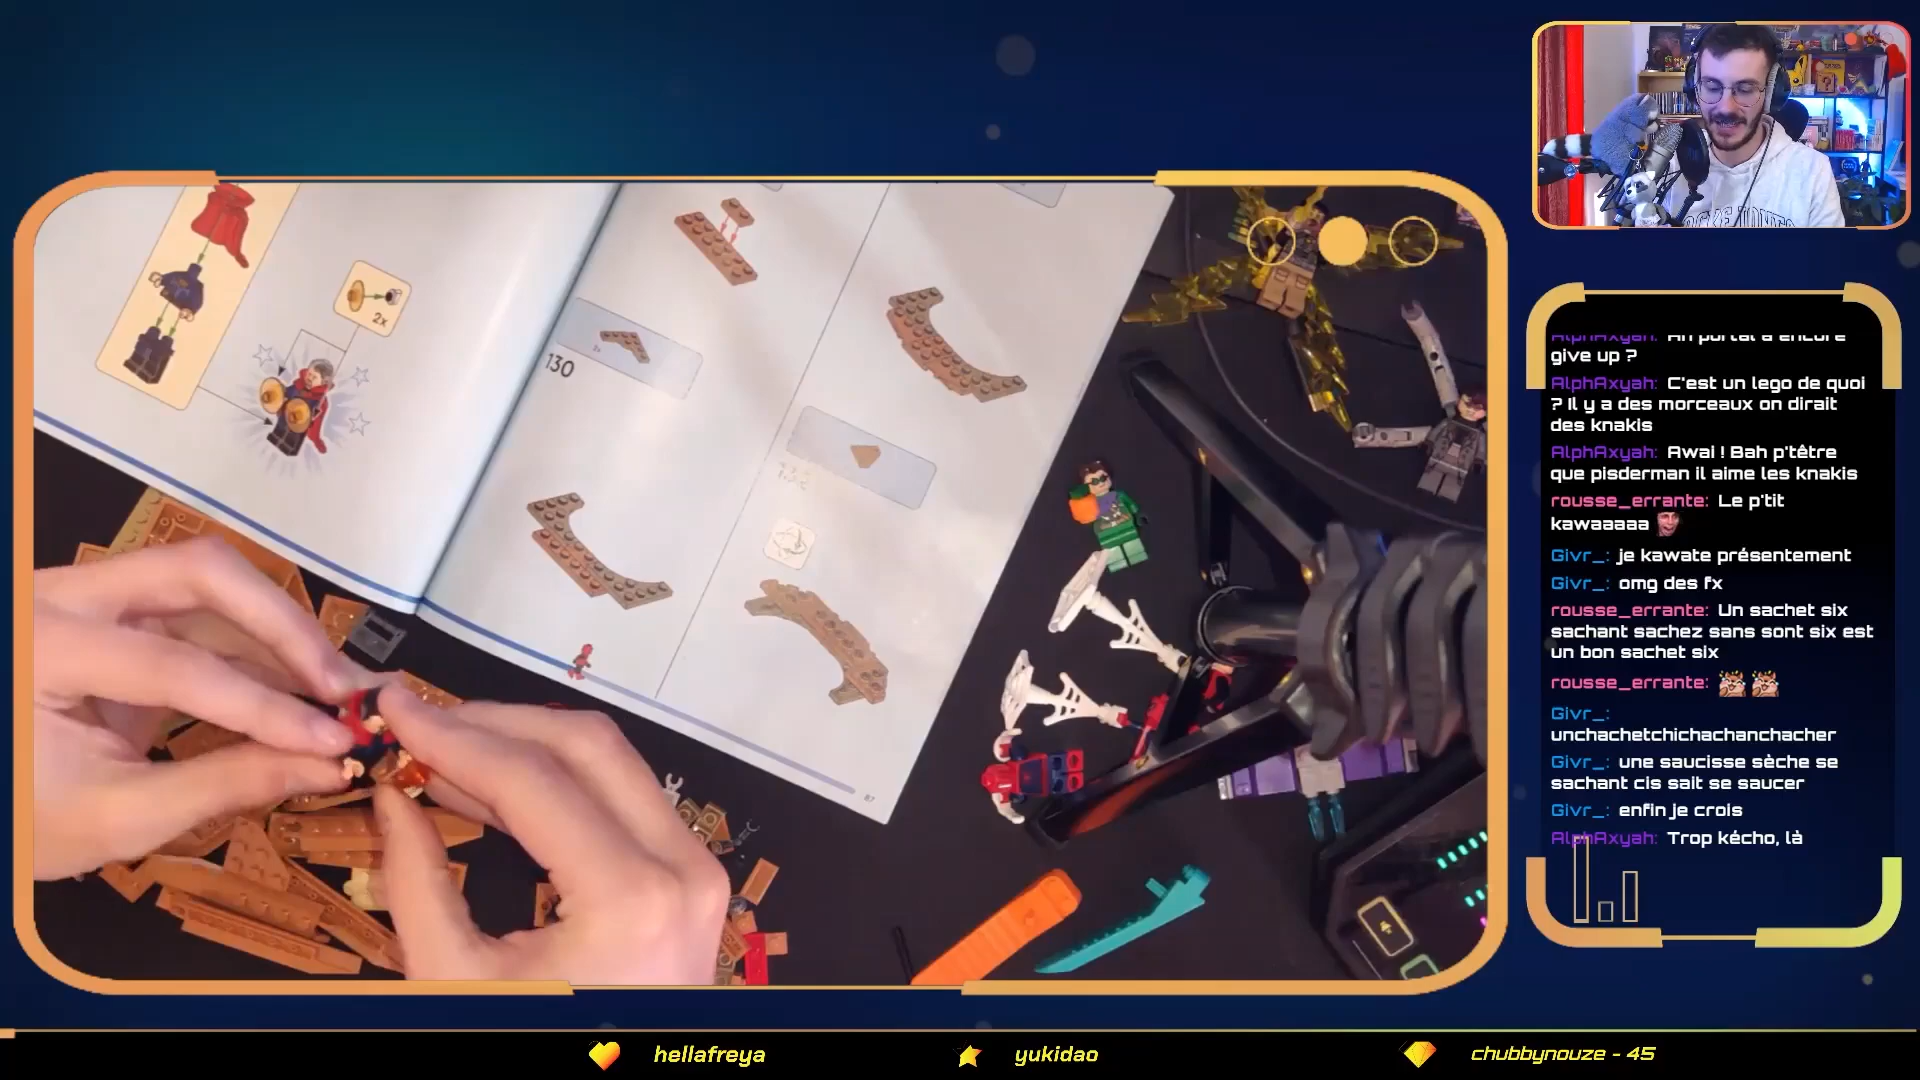 2x
130
87
AlphAxyah:
give up ?
AlphAxyah: C'est un lego de quoi
? Il y a des morceaux on dirait
des knakis
AlphAxyah: Awai ! Bah p'têtre
que pisderman il aime les knakis
rousse_errante: Le p'tit
kawaaaaa
Givr_: je kawate présentement
Givr_: omg des fx
rousse_errante: Un sachet six
sachant sachez sans sont six est
un bon sachet six
rousse_errante:
Givr_:
unchachetchichachanchacher
Givr_: une saucisse sèche se
sachant cis sait se saucer
Givr_: enfin je crois
AlphAxyah: Trop kécho, là
hellafreya
yukidao
chubbynouze - 45